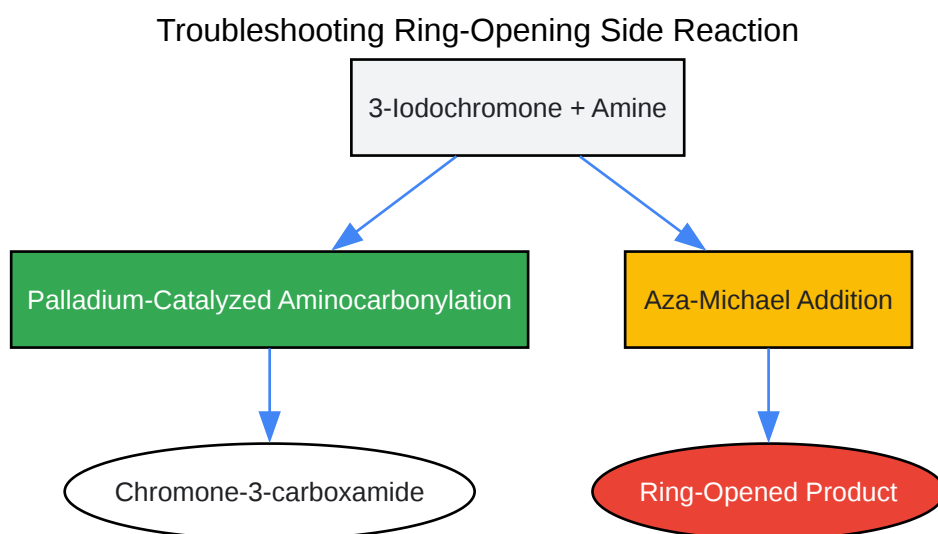 Troubleshooting Ring-Opening Side Reaction
3-Iodochromone + Amine
Palladium-Catalyzed Aminocarbonylation
Aza-Michael Addition
Chromone-3-carboxamide
Ring-Opened Product